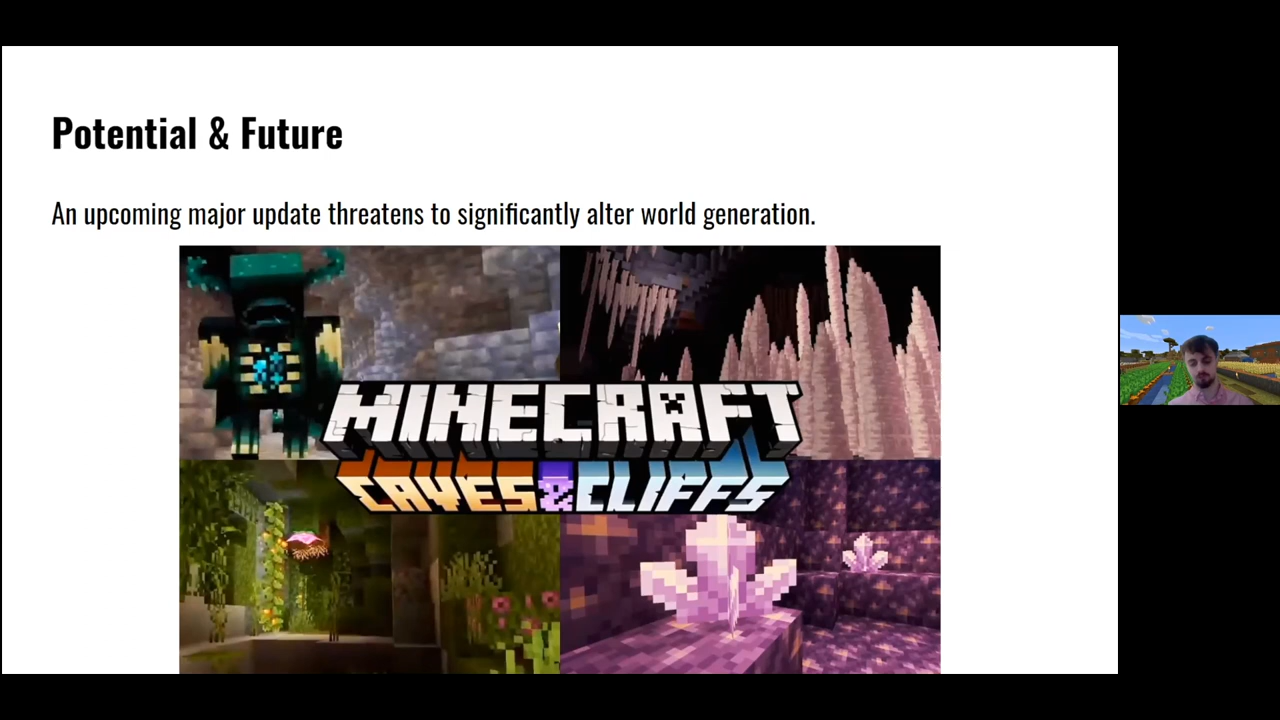 Potential & Future
An upcoming major update threatens to significantly alter world generation.
MINECRAFT
CAVES & CLIFFS